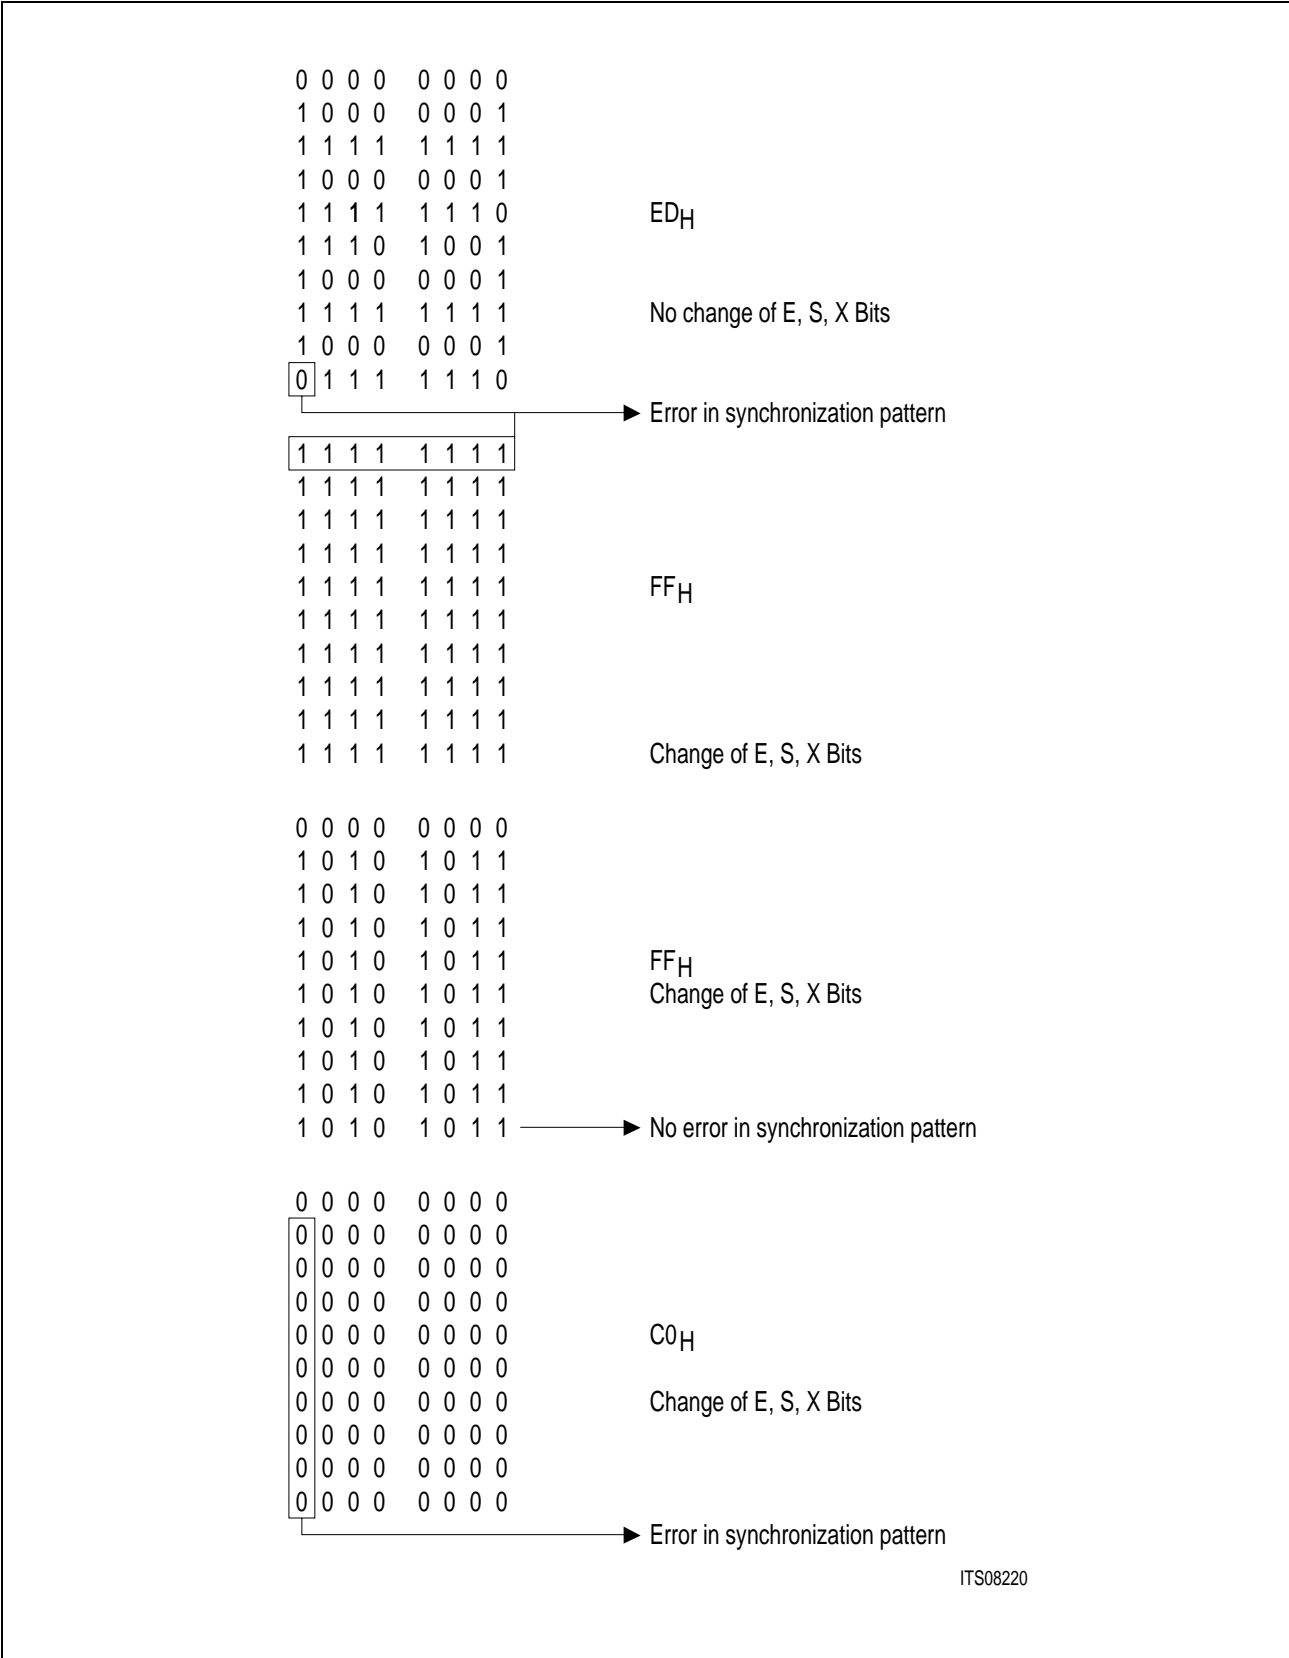 0 0 0 0 0 0 0 0
1 0 0 0 0 0 0 1
1 1 1 1 1 1 1 1
1 0 0 0 0 0 0 1
1 1 1 1 1 1 1 0 EDH
1 1 1 0 1 0 0 1
1 0 0 0 0 0 0 1
1 1 1 1 1 1 1 1 No change of E, S, X Bits
1 0 0 0 0 0 0 1
0 1 1 1 1 1 1 0
Error in synchronization pattern
1 1 1 1 1 1 1 1
1 1 1 1 1 1 1 1
1 1 1 1 1 1 1 1
1 1 1 1 1 1 1 1
1 1 1 1 1 1 1 1 FFH
1 1 1 1 1 1 1 1
1 1 1 1 1 1 1 1
1 1 1 1 1 1 1 1
1 1 1 1 1 1 1 1
1 1 1 1 1 1 1 1 Change of E, S, X Bits
0 0 0 0 0 0 0 0
1 0 1 0 1 0 1 1
1 0 1 0 1 0 1 1
1 0 1 0 1 0 1 1
1 0 1 0 1 0 1 1 FFH
1 0 1 0 1 0 1 1 Change of E, S, X Bits
1 0 1 0 1 0 1 1
1 0 1 0 1 0 1 1
1 0 1 0 1 0 1 1
1 0 1 0 1 0 1 1 No error in synchronization pattern
0 0 0 0 0 0 0 0
0 0 0 0 0 0 0 0
0 0 0 0 0 0 0 0
0 0 0 0 0 0 0 0
0 0 0 0 0 0 0 0 C0H
0 0 0 0 0 0 0 0
0 0 0 0 0 0 0 0 Change of E, S, X Bits
0 0 0 0 0 0 0 0
0 0 0 0 0 0 0 0
0 0 0 0 0 0 0 0
Error in synchronization pattern
ITS08220